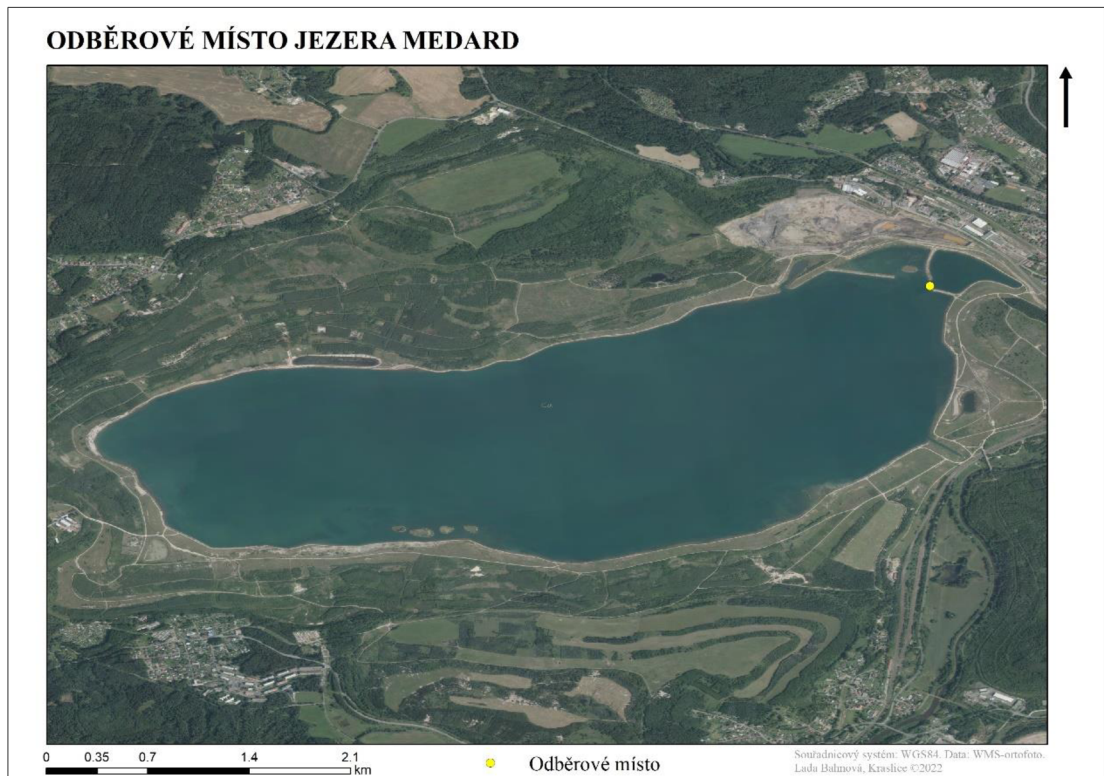 ODBĚROVÉ MÍSTO JEZERA MEDARD
0 0.35 0.7 1.4 2.1
km
Odběrové místo
Souřadnicový systém: WGS84. Data: WMS-ortofoto.
Lada Bahnová, Kraslice ©2022